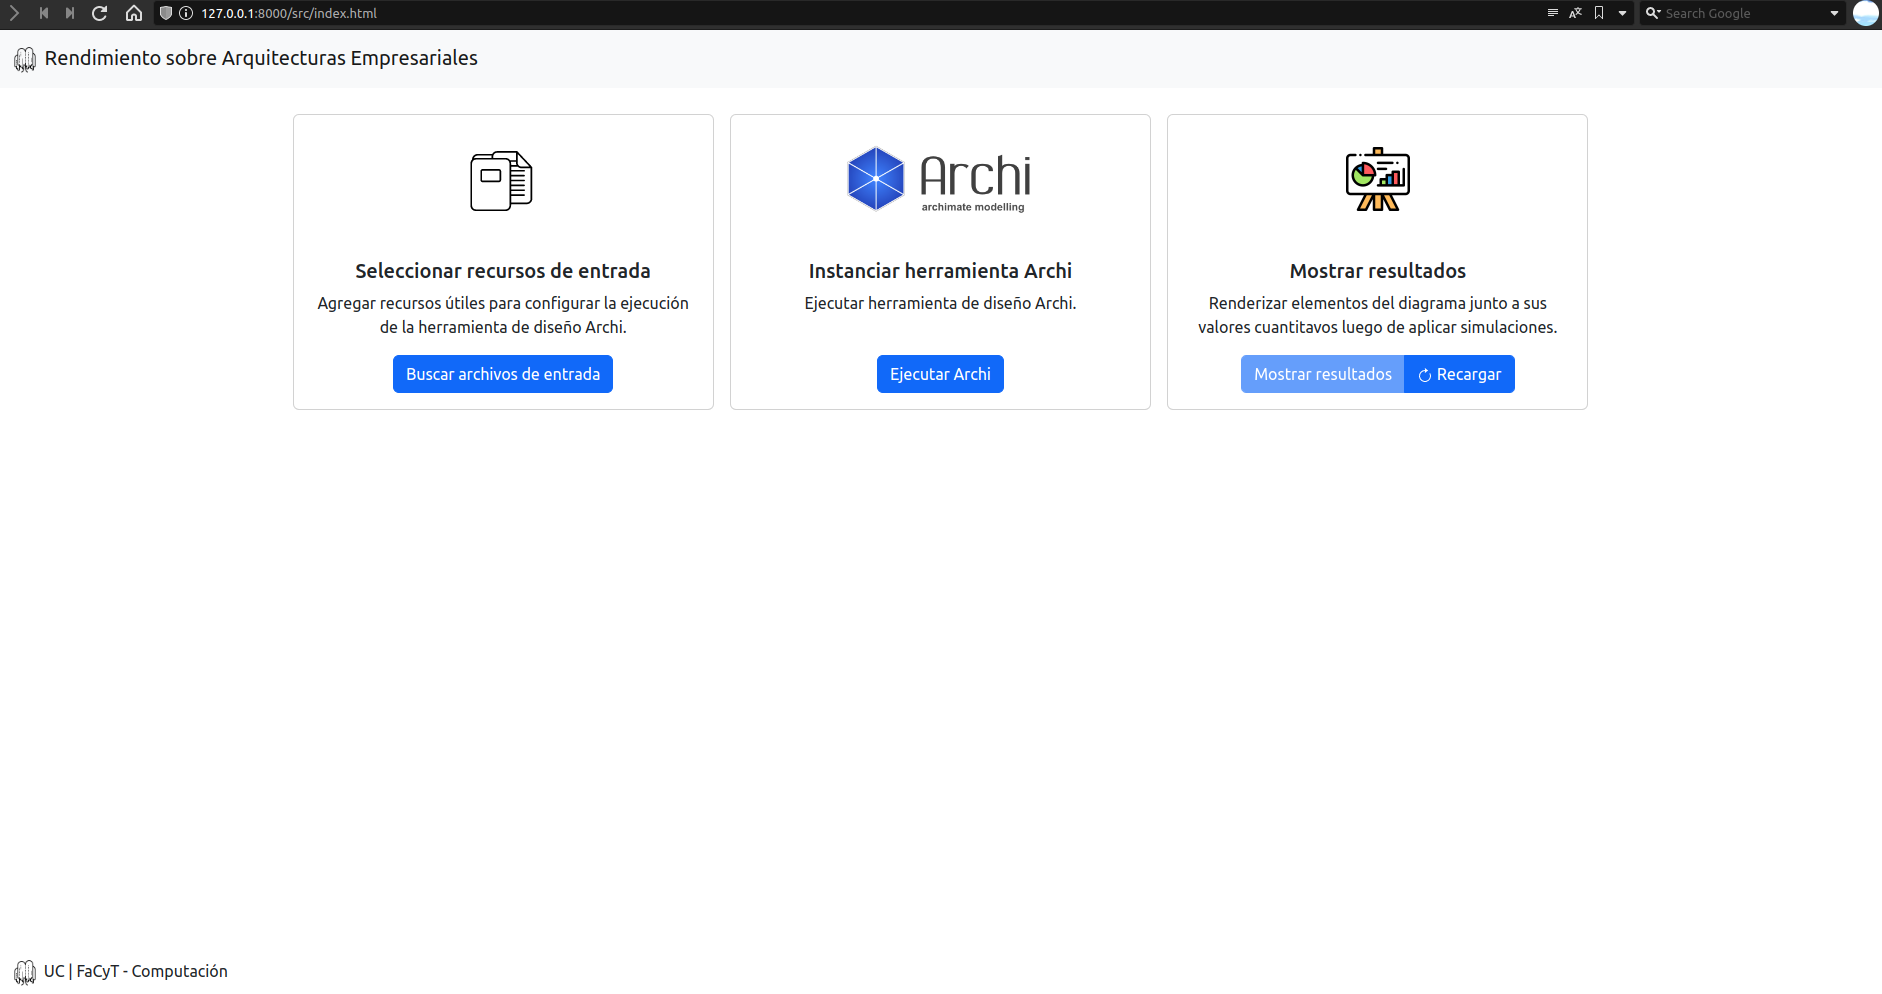 127.0.0.1:8000/src/index.html
Search Google
Rendimiento sobre Arquitecturas Empresariales
Archi
archimate modelling
Seleccionar recursos de entrada
Agregar recursos útiles para configurar la ejecución
de la herramienta de diseño Archi.
Buscar archivos de entrada
Instanciar herramienta Archi
Ejecutar herramienta de diseño Archi.
Ejecutar Archi
Mostrar resultados
Renderizar elementos del diagrama junto a sus
valores cuantitavos luego de aplicar simulaciones.
Mostrar resultados
Recargar
UC | FaCyT - Computación